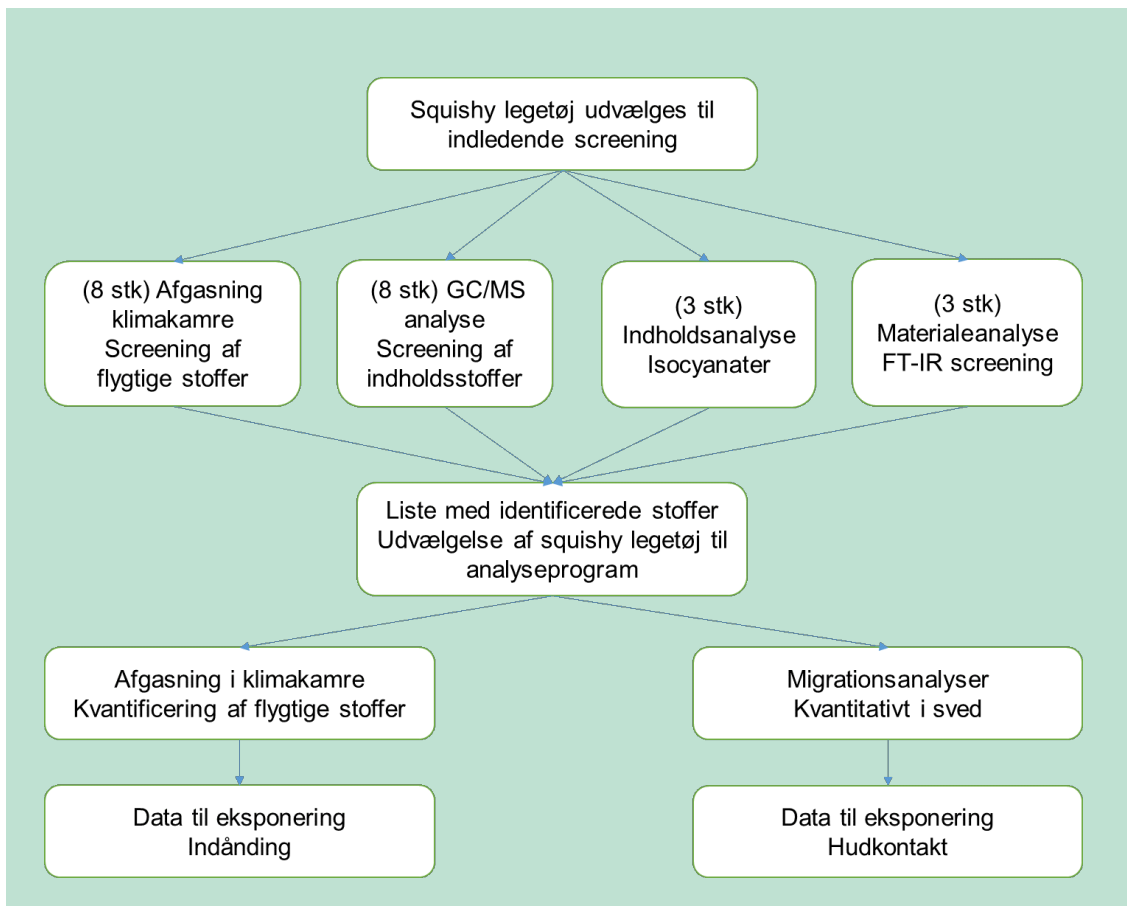 Squishy legetøj udvælges til
indledende screening
(8 stk) Afgasning
klimakamre
Screening af
flygtige stoffer
(8 stk) GC/MS
analyse
Screening af
indholdsstoffer
(3 stk)
Indholdsanalyse
Isocyanater
(3 stk)
Materialeanalyse
FT-IR screening
Liste med identificerede stoffer
Udvælgelse af squishy legetøj til
analyseprogram
Afgasning i klimakamre
Kvantificering af flygtige stoffer
Migrationsanalyser
Kvantitativt i sved
Data til eksponering
Indånding
Data til eksponering
Hudkontakt